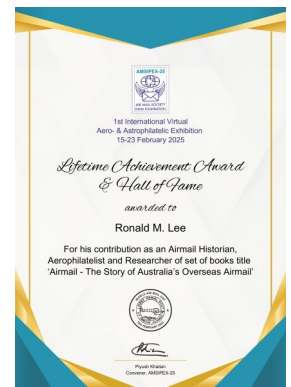 AMSIPEX-25
AIR MAIL SOCIETY
INDIA FOUNDATION
1st International Virtual
Aero- & Astrophilatelic Exhibition
15-23 February 2025
Lifetime Achievement Award
& Hall of Fame
awarded to
Ronald M. Lee
For his contribution as an Airmail Historian,
Aerophilatelist and Researcher of set of books title
'Airmail - The Story of Australia's Overseas Airmail'
Piyush Khaitan
Convener, AMSIPEX-25